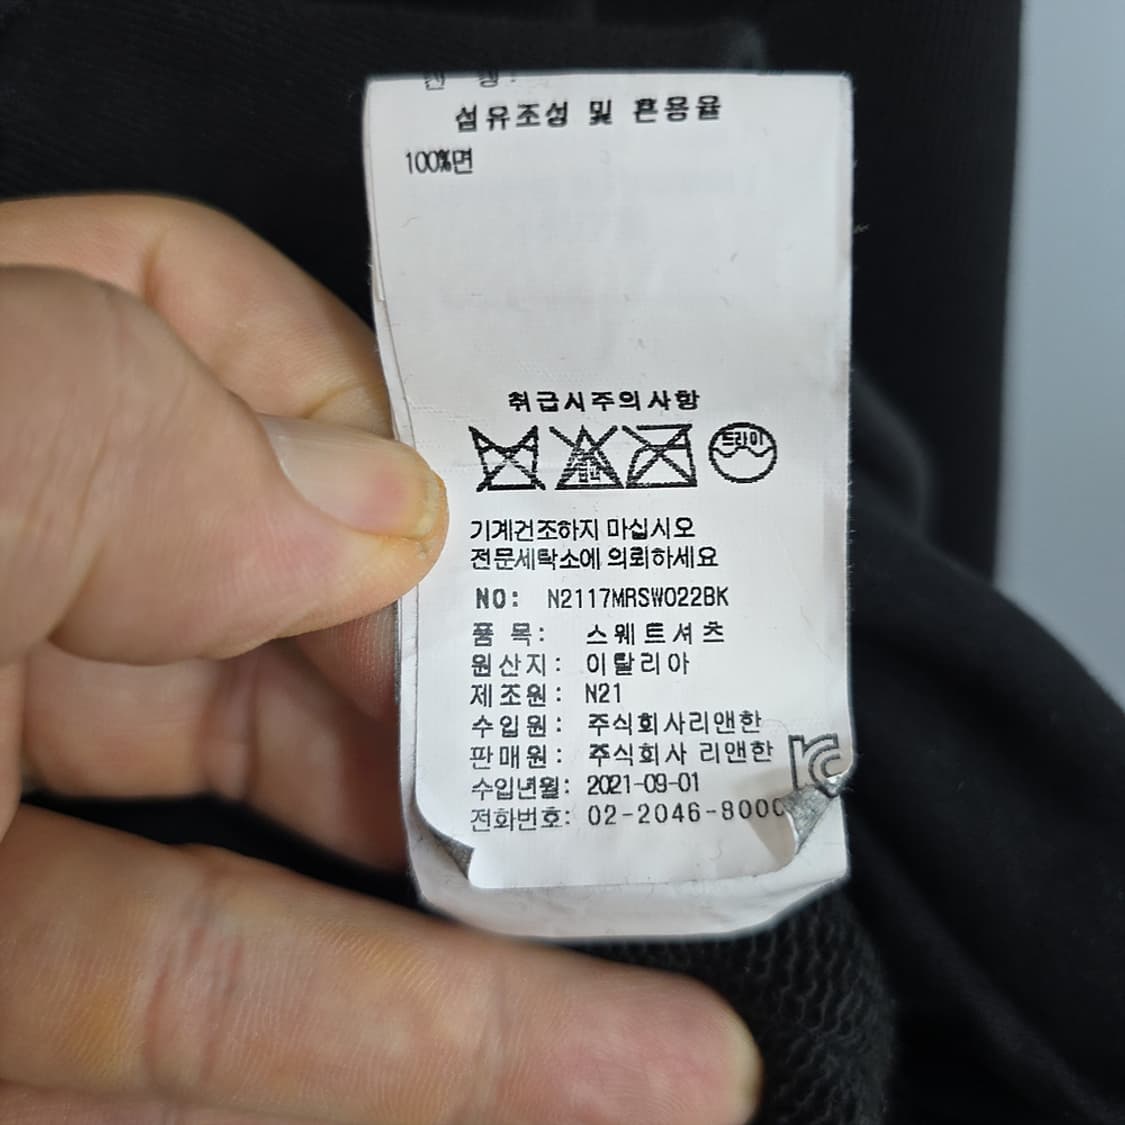 섬유조성 및 혼용율
100%면
취급시주의사항
드라이
기계건조하지 마십시오
전문세탁소에 의뢰하세요
NO: N2117MRSW022BK
품 목: 스웨트셔츠
원산지: 이탈리아
제조원: N21
수입원: 주식회사리앤한
판매원: 주식회사 리앤한
수입년월: 2021-09-01
전화번호: 02-2046-8000